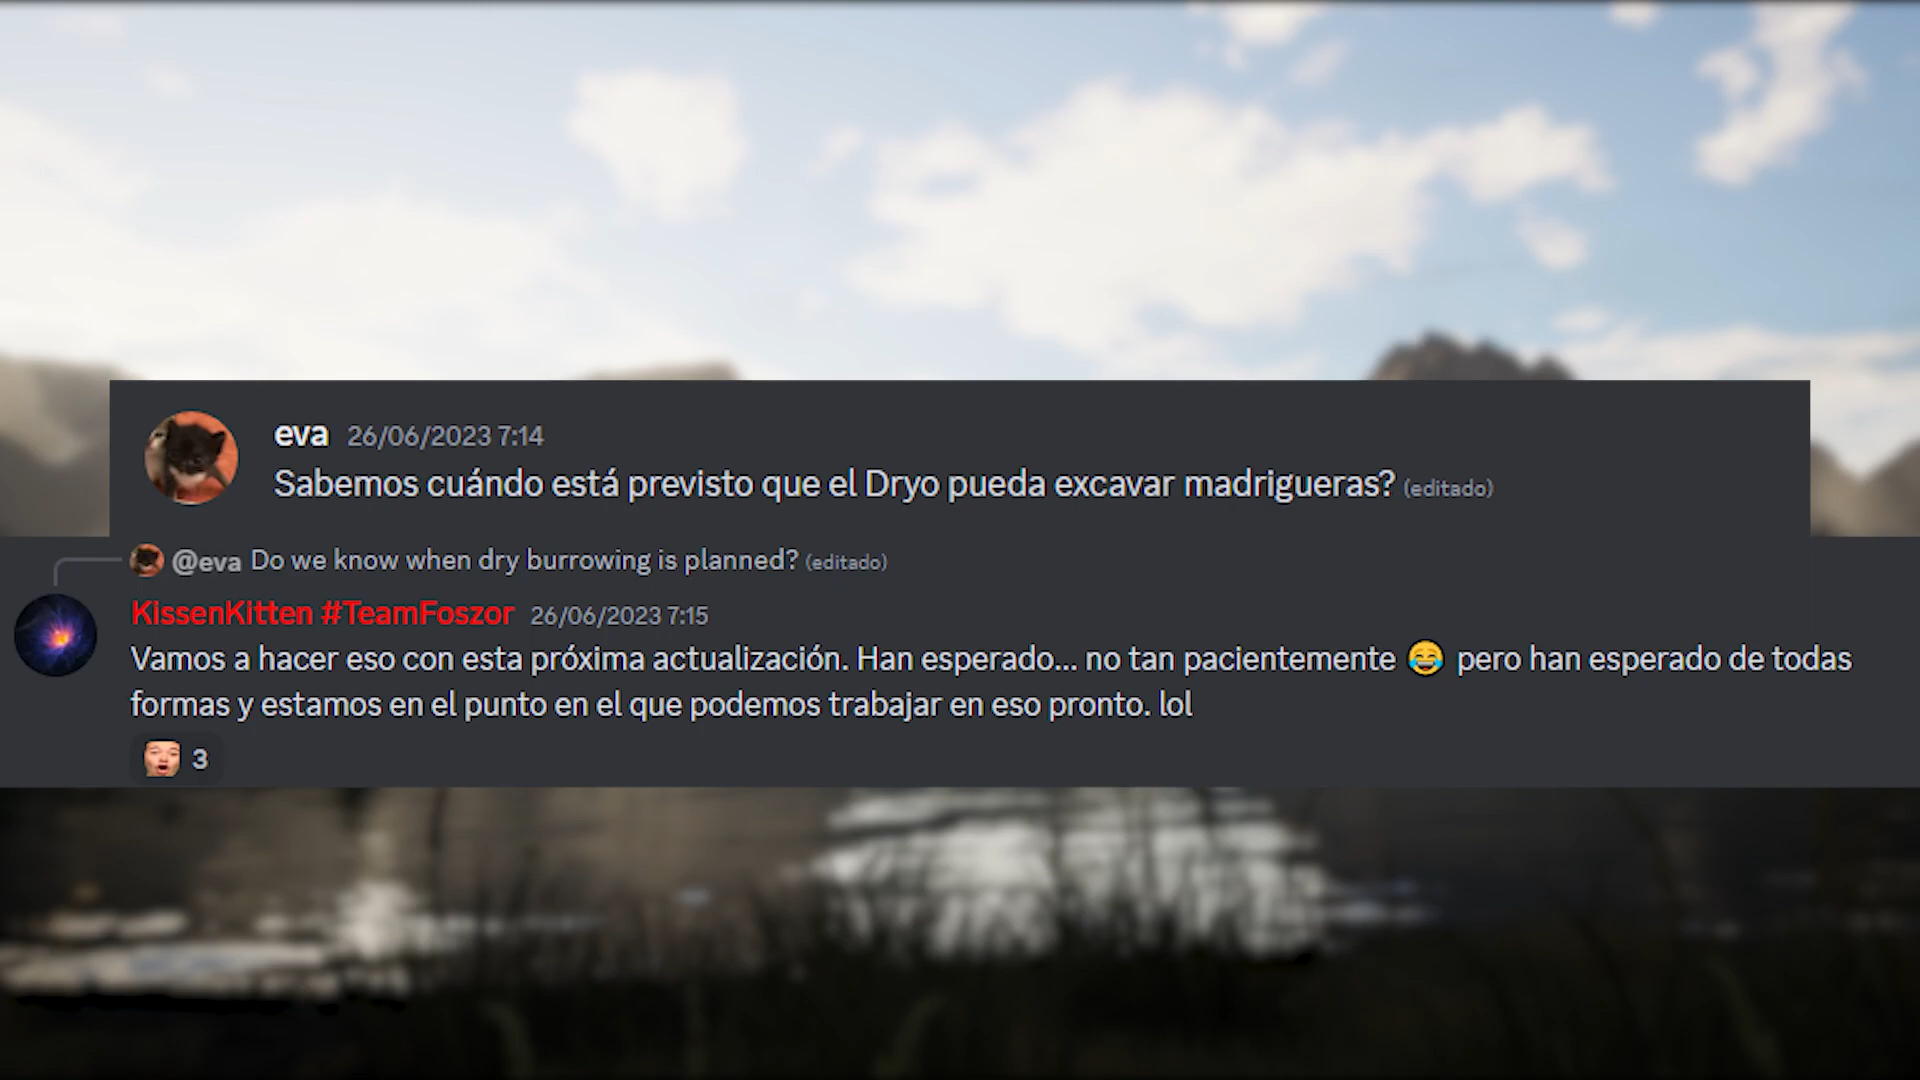 eva 26/06/2023 7:14
Sabemos cuándo está previsto que el Dryo pueda excavar madrigueras? (editado)
@eva Do we know when dry burrowing is planned? (editado)
KissenKitten #TeamFoszor 26/06/2023 7:15
Vamos a hacer eso con esta próxima actualización. Han esperado... no tan pacientemente 😂 pero han esperado de todas
formas y estamos en el punto en el que podemos trabajar en eso pronto. lol
3